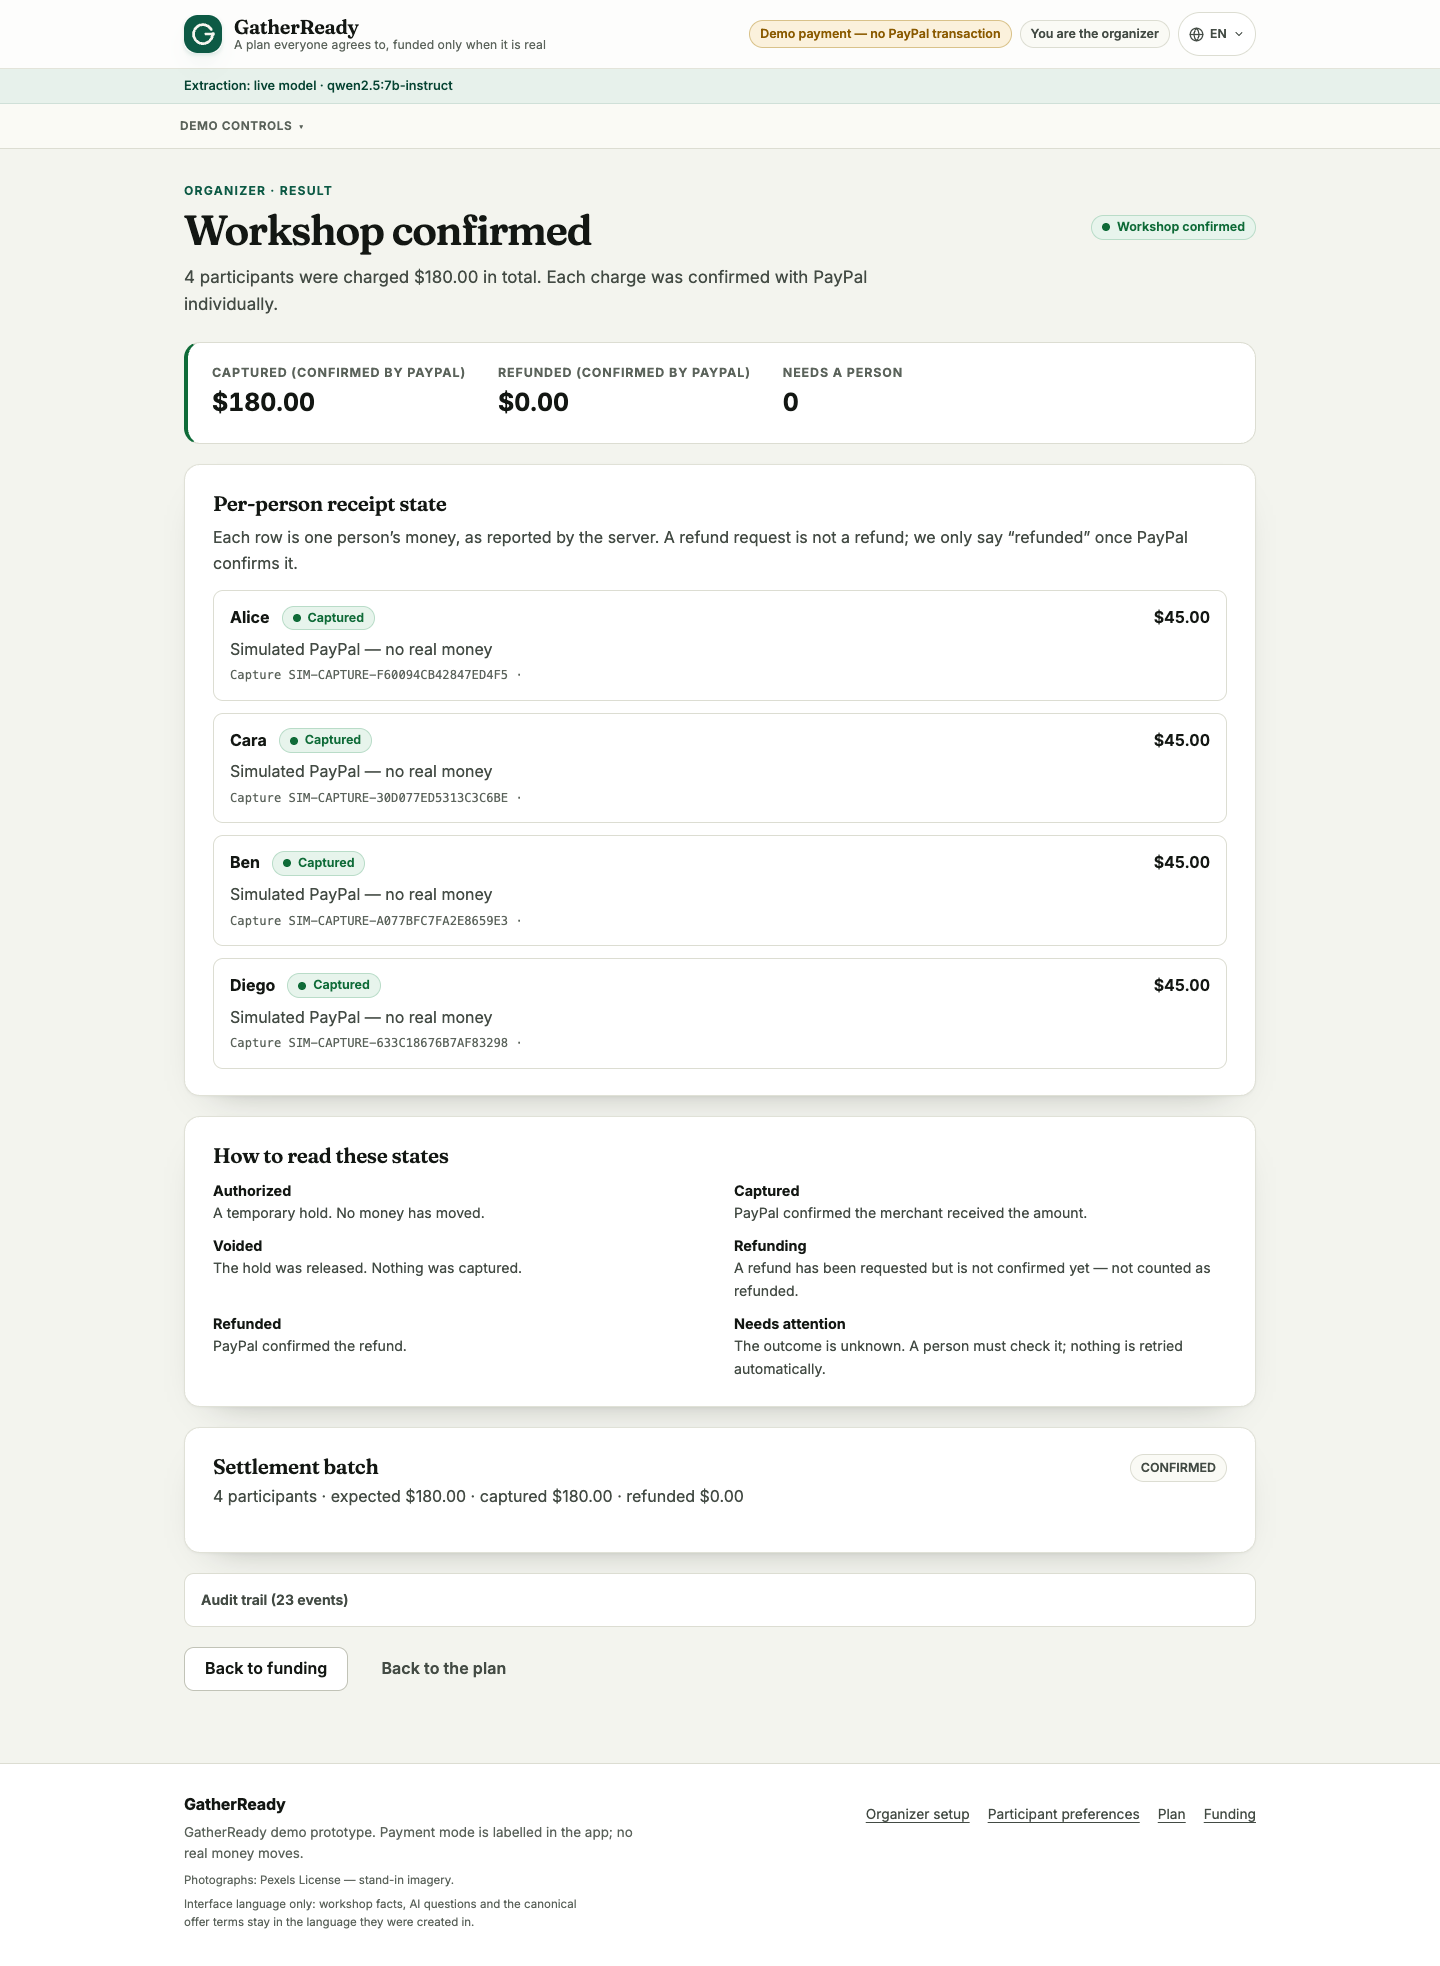 GatherReady
A plan everyone agrees to, funded only when it is real
Demo payment — no PayPal transaction
You are the organizer
EN
Extraction: live model · qwen2.5:7b-instruct
DEMO CONTROLS ▾
ORGANIZER · RESULT
Workshop confirmed
Workshop confirmed
4 participants were charged $180.00 in total. Each charge was confirmed with PayPal
individually.
CAPTURED (CONFIRMED BY PAYPAL)
$180.00
REFUNDED (CONFIRMED BY PAYPAL)
$0.00
NEEDS A PERSON
0
Per-person receipt state
Each row is one person’s money, as reported by the server. A refund request is not a refund; we only say “refunded” once PayPal
confirms it.
Alice Captured $45.00
Simulated PayPal — no real money
Capture SIM-CAPTURE-F60094CB42847ED4F5 ·
Cara Captured $45.00
Simulated PayPal — no real money
Capture SIM-CAPTURE-30D077ED5313C3C6BE ·
Ben Captured $45.00
Simulated PayPal — no real money
Capture SIM-CAPTURE-A077BFC7FA2E8659E3 ·
Diego Captured $45.00
Simulated PayPal — no real money
Capture SIM-CAPTURE-633C18676B7AF83298 ·
How to read these states
Authorized
A temporary hold. No money has moved.
Captured
PayPal confirmed the merchant received the amount.
Voided
The hold was released. Nothing was captured.
Refunding
A refund has been requested but is not confirmed yet — not counted as
refunded.
Refunded
PayPal confirmed the refund.
Needs attention
The outcome is unknown. A person must check it; nothing is retried
automatically.
Settlement batch
CONFIRMED
4 participants · expected $180.00 · captured $180.00 · refunded $0.00
Audit trail (23 events)
Back to funding
Back to the plan
GatherReady
GatherReady demo prototype. Payment mode is labelled in the app; no
real money moves.
Photographs: Pexels License — stand-in imagery.
Interface language only: workshop facts, AI questions and the canonical
offer terms stay in the language they were created in.
Organizer setup
Participant preferences
Plan
Funding